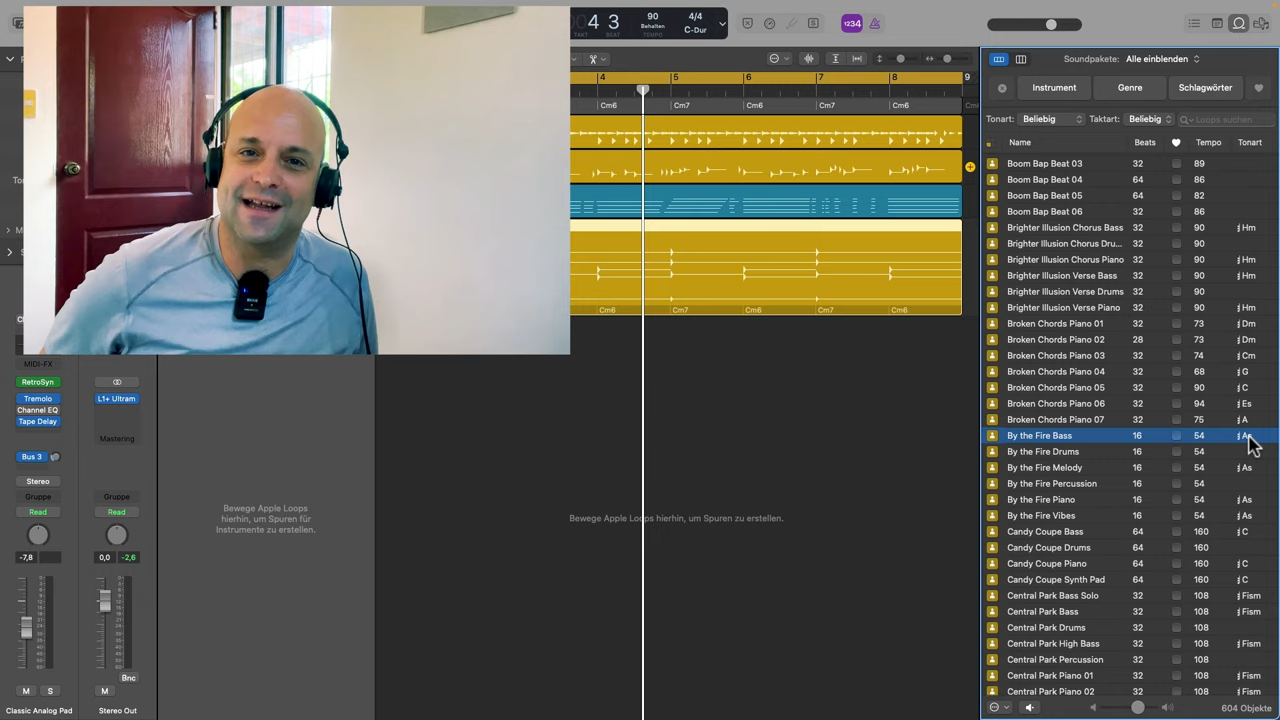 4 3
BEAT
90
Behalten
TEMPO
4/4
C-Dur
1234
4 5 6 7 8 9
Cm6 Cm7 Cm6 Cm7 Cm6
Cm6 Cm7 Cm6 Cm7 Cm6
Soundpakete: Alle einblenden
Instrument Genre Schlagwörter
Tonart: Beliebig Taktart: Beliebig Loops suchen
Name Beats Tempo Tonart
Boom Bap Beat 03 32 89
Boom Bap Beat 04 64 86
Boom Bap Beat 05 64 82
Boom Bap Beat 06 32 86
Brighter Illusion Chorus Bass 32 90 Hm
Brighter Illusion Chorus Dru... 32 90
Brighter Illusion Chorus Piano 32 90 Hm
Brighter Illusion Verse Bass 32 90 Hm
Brighter Illusion Verse Drums 32 90
Brighter Illusion Verse Piano 32 90 Hm
Broken Chords Piano 01 32 73 Dm
Broken Chords Piano 02 28 73 Dm
Broken Chords Piano 03 32 74 Cm
Broken Chords Piano 04 32 68 G
Broken Chords Piano 05 32 90 C
Broken Chords Piano 06 32 94 Es
Broken Chords Piano 07 32 75 A
By the Fire Bass 16 54
By the Fire Drums 16 54
By the Fire Melody 16 54 As
By the Fire Percussion 16 54
By the Fire Piano 16 54 As
By the Fire Vibes 16 54 As
Candy Coupe Bass 64 160 C
Candy Coupe Drums 64 160
Candy Coupe Piano 64 160 C
Candy Coupe Synth Pad 64 160 C
Central Park Bass Solo 32 108 Fism
Central Park Bass 32 108 Fism
Central Park Drums 32 108
Central Park High Bass 32 108 Fism
Central Park Percussion 32 108
Central Park Piano 01 32 108 Fism
Central Park Piano 02 32 108 Fism
604 Objekte
MIDI-FX
RetroSyn
Tremolo L1+ Ultram
Channel EQ
Tape Delay
Mastering
Bus 3
Stereo
Gruppe Gruppe
Read Read
-7,8 0,0 -2,6
Bnc
M S M
Classic Analog Pad Stereo Out
Bewege Apple Loops
hierhin, um Spuren für
Instrumente zu erstellen.
Bewege Apple Loops hierhin, um Spuren zu erstellen.